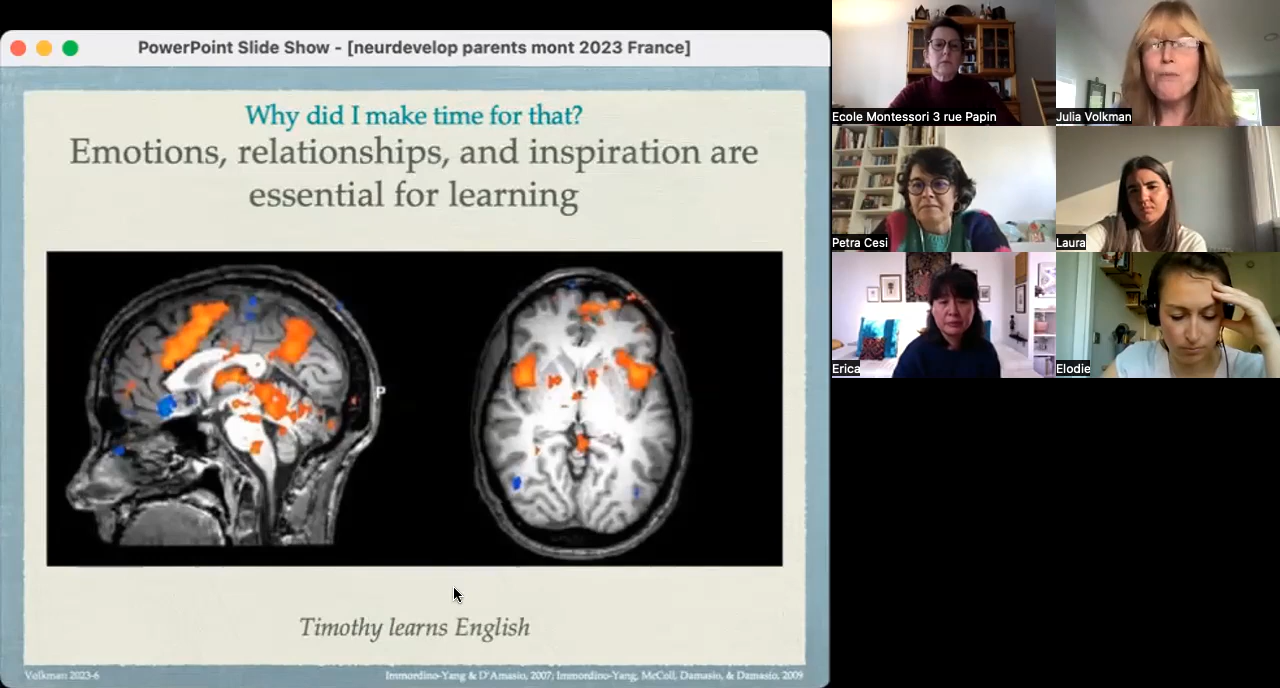 PowerPoint Slide Show - [neurdevelop parents mont 2023 France]
Why did I make time for that?
Emotions, relationships, and inspiration are
essential for learning
P
Timothy learns English
Volkman 2023-6
Immordino-Yang & D'Amasio, 2007; Immordino-Yang, McColl, Damasio, & Damasio, 2009
Ecole Montessori 3 rue Papin
Julia Volkman
Petra Cesi
Laura
Erica
Elodie